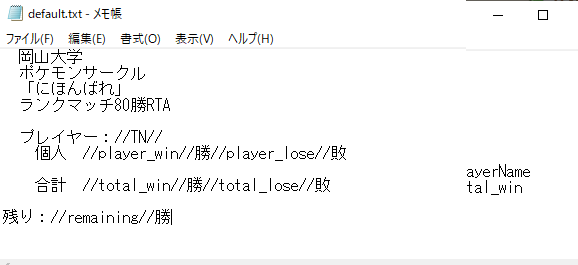 default.txt - メモ帳
ファイル(F) 編集(E) 書式(O) 表示(V) ヘルプ(H)
岡山大学
ポケモンサークル
「にほんばれ」
ランクマッチ80勝RTA
プレイヤー：//TN//
個人 //player_win//勝//player_lose//敗
ayerName
合計 //total_win//勝//total_lose//敗
tal_win
残り：//remaining//勝